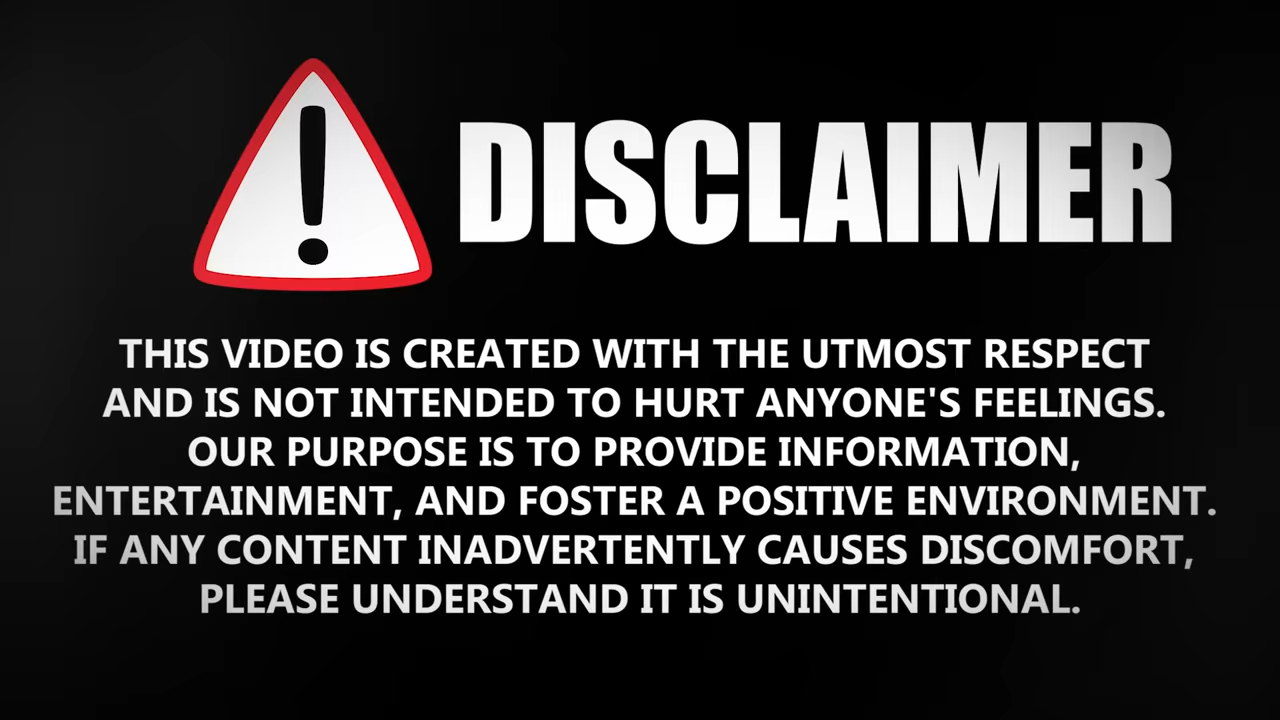 DISCLAIMER
THIS VIDEO IS CREATED WITH THE UTMOST RESPECT
AND IS NOT INTENDED TO HURT ANYONE'S FEELINGS.
OUR PURPOSE IS TO PROVIDE INFORMATION,
ENTERTAINMENT, AND FOSTER A POSITIVE ENVIRONMENT.
IF ANY CONTENT INADVERTENTLY CAUSES DISCOMFORT,
PLEASE UNDERSTAND IT IS UNINTENTIONAL.